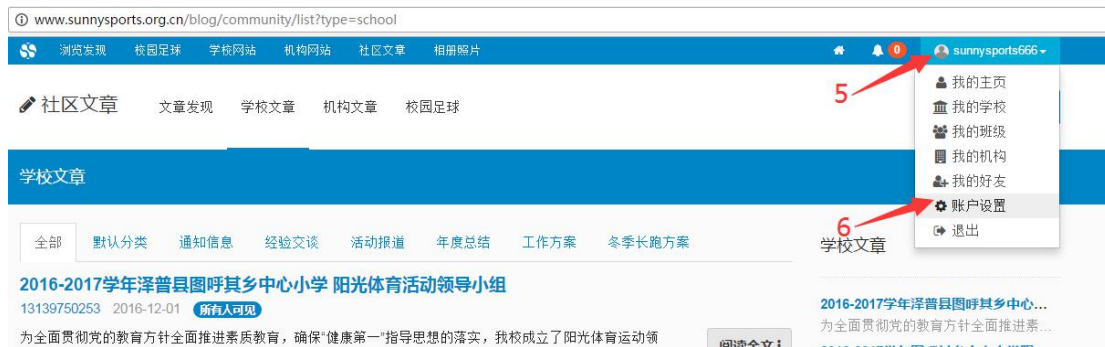 www.sunnysports.org.cn/blog/community/list?type=school
浏览发现 校园足球 学校网站 机构网站 社区文章 相册照片 0 sunnysports666
5
我的主页
社区文章 文章发现 学校文章 机构文章 校园足球
我的学校
我的班级
我的机构
学校文章
我的好友
账户设置
6
退出
全部 默认分类 通知信息 经验交谈 活动报道 年度总结 工作方案 冬季长跑方案
学校文章
2016-2017学年泽普县图呼其乡中心小学 阳光体育活动领导小组
13139750253 2016-12-01 所有人可见
2016-2017学年泽普县图呼其乡中心...
为全面贯彻党的教育方针全面推进素...
为全面贯彻党的教育方针全面推进素质教育，确保“健康第一”指导思想的落实，我校成立了阳光体育运动领
阅读全文